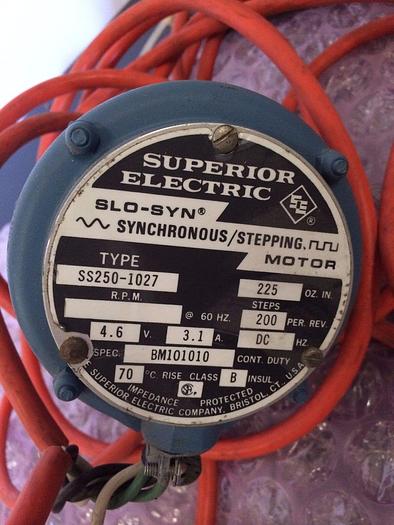 SUPERIOR
ELECTRIC
SE ®
SLO-SYN®
SYNCHRONOUS/STEPPING
MOTOR
TYPE
SS250-1027
225 OZ. IN.
R.P.M.
STEPS
@ 60 HZ. 200 PER. REV.
4.6 V. 3.1 A. DC HZ
SPEC. BM101010 CONT. DUTY
70 °C. RISE CLASS B INSUL.
IMPEDANCE PROTECTED
SUPERIOR ELECTRIC COMPANY, BRISTOL, CT., U.S.A.